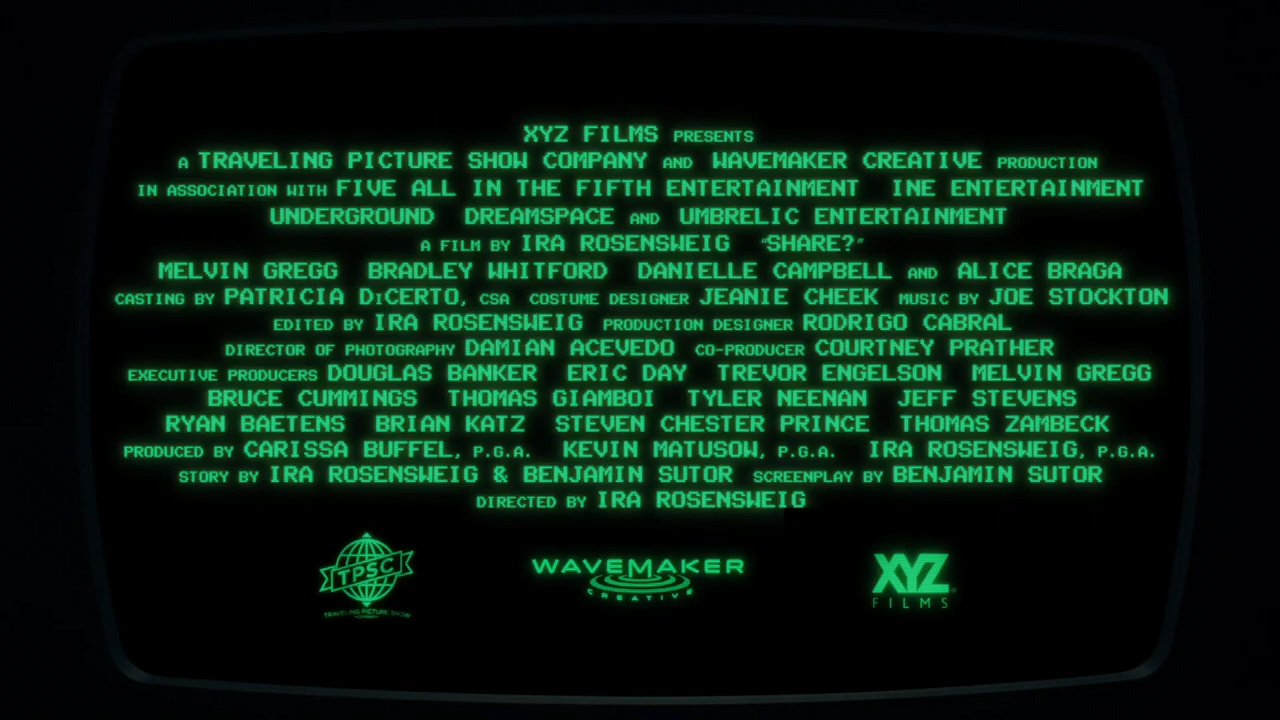 XYZ FILMS PRESENTS
A TRAVELING PICTURE SHOW COMPANY AND WAVEMAKER CREATIVE PRODUCTION
IN ASSOCIATION WITH FIVE ALL IN THE FIFTH ENTERTAINMENT INE ENTERTAINMENT
UNDERGROUND DREAMSPACE AND UMBRELIC ENTERTAINMENT
A FILM BY IRA ROSENSWEIG "SHARE?"
MELVIN GREGG BRADLEY WHITFORD DANIELLE CAMPBELL AND ALICE BRAGA
CASTING BY PATRICIA DiCERTO, CSA COSTUME DESIGNER JEANIE CHEEK MUSIC BY JOE STOCKTON
EDITED BY IRA ROSENSWEIG PRODUCTION DESIGNER RODRIGO CABRAL
DIRECTOR OF PHOTOGRAPHY DAMIAN ACEVEDO CO-PRODUCER COURTNEY PRATHER
EXECUTIVE PRODUCERS DOUGLAS BANKER ERIC DAY TREVOR ENGELSON MELVIN GREGG
BRUCE CUMMINGS THOMAS GIAMBOI TYLER NEENAN JEFF STEVENS
RYAN BAETENS BRIAN KATZ STEVEN CHESTER PRINCE THOMAS ZAMBECK
PRODUCED BY CARISSA BUFFEL, P.G.A. KEVIN MATUSOW, P.G.A. IRA ROSENSWEIG, P.G.A.
STORY BY IRA ROSENSWEIG & BENJAMIN SUTOR SCREENPLAY BY BENJAMIN SUTOR
DIRECTED BY IRA ROSENSWEIG
TPSC
TRAVELING PICTURE SHOW
WAVEMAKER
CREATIVE
XYZ
FILMS